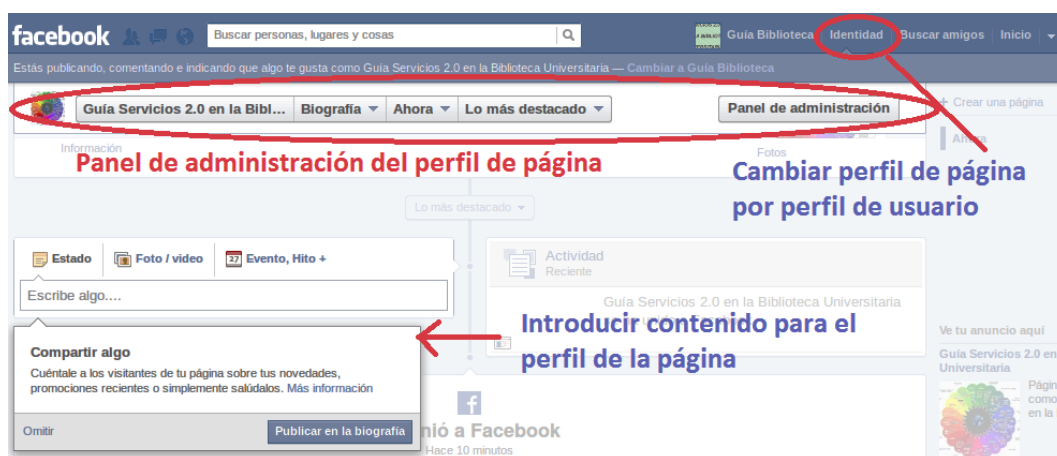 facebook
Buscar personas, lugares y cosas
Guía Biblioteca Identidad Buscar amigos Inicio
Estás publicando, comentando e indicando que algo te gusta como Guía Servicios 2.0 en la Biblioteca Universitaria — Cambiar a Guía Biblioteca
Guía Servicios 2.0 en la Bibl... Biografía Ahora Lo más destacado Panel de administración
+ Crear una página
Ahora
Información
Fotos
Panel de administración del perfil de página
Cambiar perfil de página
por perfil de usuario
Lo más destacado
Estado Foto / video 27 Evento, Hito +
Escribe algo....
Actividad
Reciente
Guía Servicios 2.0 en la Biblioteca Universitaria
Introducir contenido para el
perfil de la página
Compartir algo
Cuéntale a los visitantes de tu página sobre tus novedades,
promociones recientes o simplemente salúdalos. Más información
Omitir Publicar en la biografía
nió a Facebook
Hace 10 minutos
Ve tu anuncio aquí
Guía Servicios 2.0 en
Universitaria
Págin
como
en la